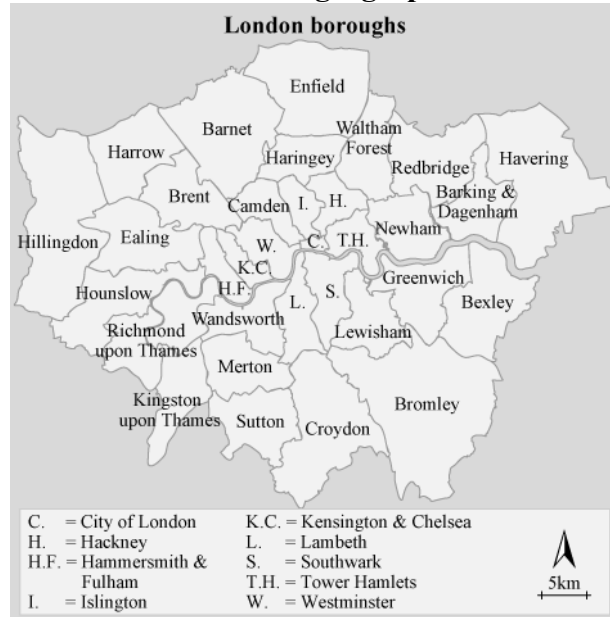 London boroughs
Enfield
Barnet
Waltham
Forest
Harrow
Haringey
Redbridge
Havering
Brent
Camden
I.
H.
Barking &
Dagenham
Hillingdon
Ealing
W.
C.
T.H.
Newham
K.C.
Hounslow
H.F.
Greenwich
Bexley
L.
S.
Richmond
upon Thames
Wandsworth
Lewisham
Merton
Kingston
upon Thames
Sutton
Croydon
Bromley
C. = City of London
H. = Hackney
H.F. = Hammersmith &
Fulham
I. = Islington
K.C. = Kensington & Chelsea
L. = Lambeth
S. = Southwark
T.H. = Tower Hamlets
W. = Westminster
5km